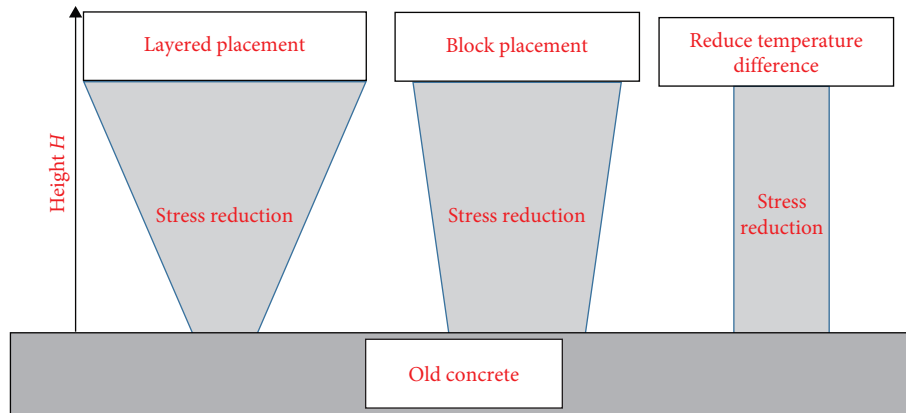 Height H
Layered placement
Block placement
Reduce temperature
difference
Stress reduction
Stress reduction
Stress
reduction
Old concrete